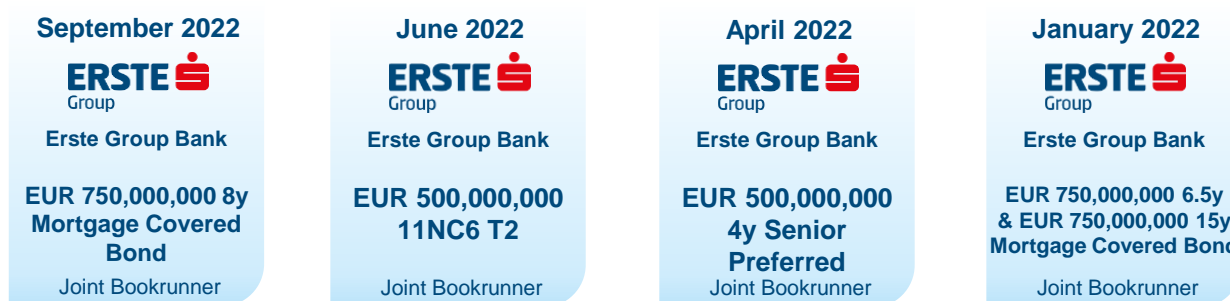 September 2022
ERSTE
Group
Erste Group Bank
EUR 750,000,000 8y
Mortgage Covered
Bond
Joint Bookrunner
June 2022
ERSTE
Group
Erste Group Bank
EUR 500,000,000
11NC6 T2
Joint Bookrunner
April 2022
ERSTE
Group
Erste Group Bank
EUR 500,000,000
4y Senior
Preferred
Joint Bookrunner
January 2022
ERSTE
Group
Erste Group Bank
EUR 750,000,000 6.5y
& EUR 750,000,000 15y
Mortgage Covered Bond
Joint Bookrunner